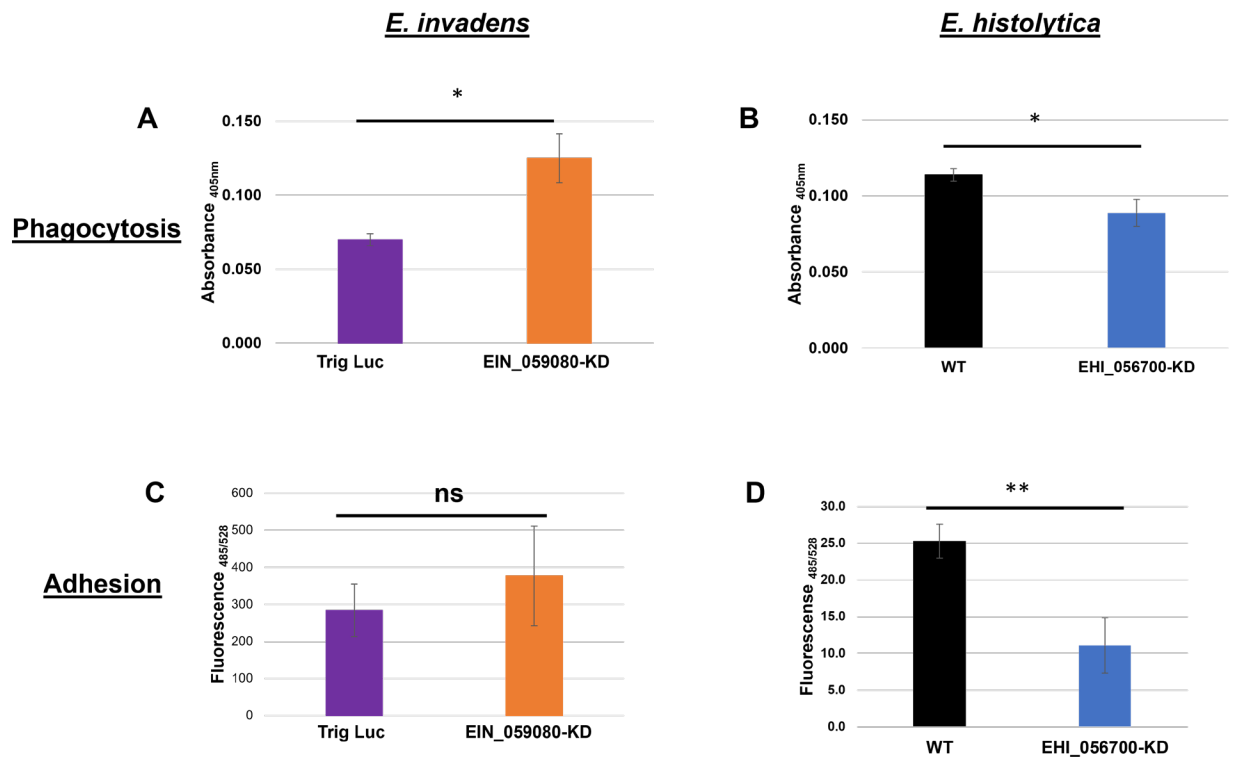 E. invadens
E. histolytica
Phagocytosis
A
*
Absorbance 405nm
0.150
0.100
0.050
0.000
Trig Luc
EIN_059080-KD
B
*
Absorbance 405nm
0.150
0.100
0.050
0.000
WT
EHI_056700-KD
Adhesion
C
ns
Fluorescence 485/528
600
500
400
300
200
100
0
Trig Luc
EIN_059080-KD
D
**
Fluorescense 485/528
30.0
25.0
20.0
15.0
10.0
5.0
0.0
WT
EHI_056700-KD